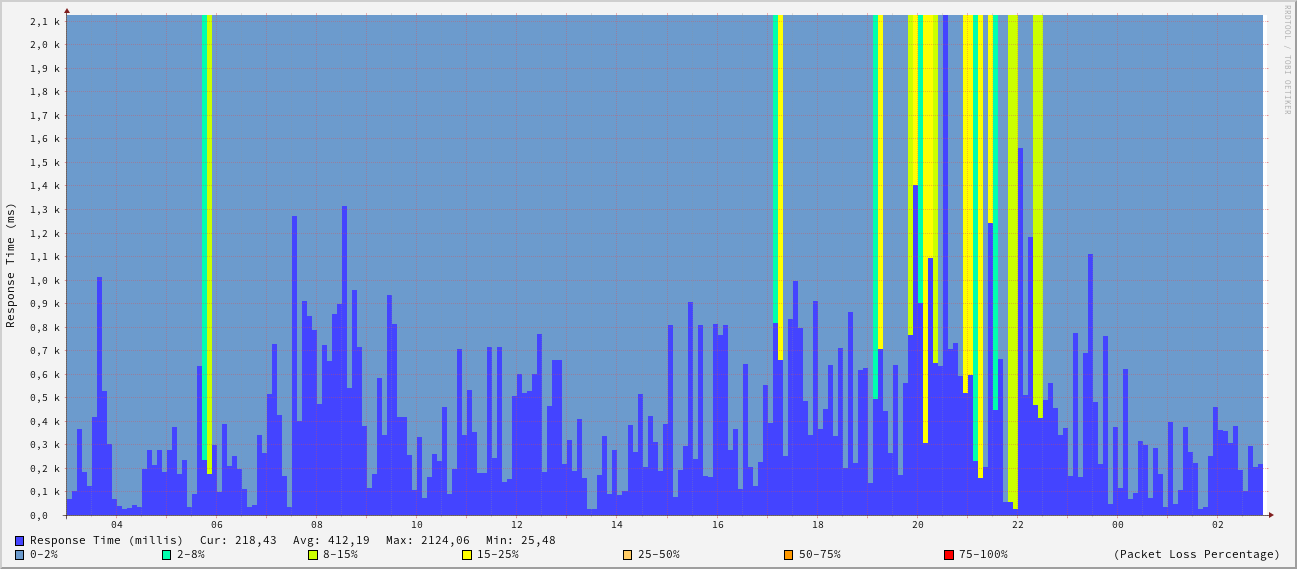 RRDTOOL / TOBI OETIKER
Response Time (ms)
2,1 k
2,0 k
1,9 k
1,8 k
1,7 k
1,6 k
1,5 k
1,4 k
1,3 k
1,2 k
1,1 k
1,0 k
0,9 k
0,8 k
0,7 k
0,6 k
0,5 k
0,4 k
0,3 k
0,2 k
0,1 k
0,0
04 06 08 10 12 14 16 18 20 22 00 02
Response Time (millis) Cur: 218,43 Avg: 412,19 Max: 2124,06 Min: 25,48
0-2% 2-8% 8-15% 15-25% 25-50% 50-75% 75-100% (Packet Loss Percentage)